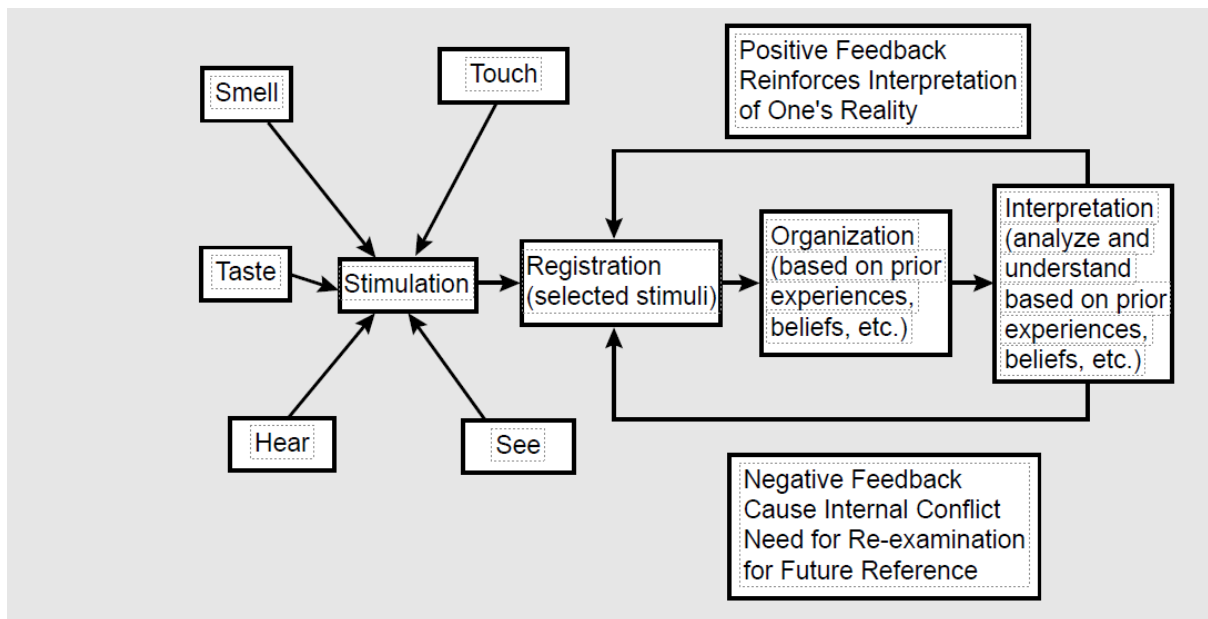 Smell
Touch
Positive Feedback
Reinforces Interpretation
of One's Reality
Taste
Stimulation
Registration
(selected stimuli)
Organization
(based on prior
experiences,
beliefs, etc.)
Interpretation
(analyze and
understand
based on prior
experiences,
beliefs, etc.)
Hear
See
Negative Feedback
Cause Internal Conflict
Need for Re-examination
for Future Reference